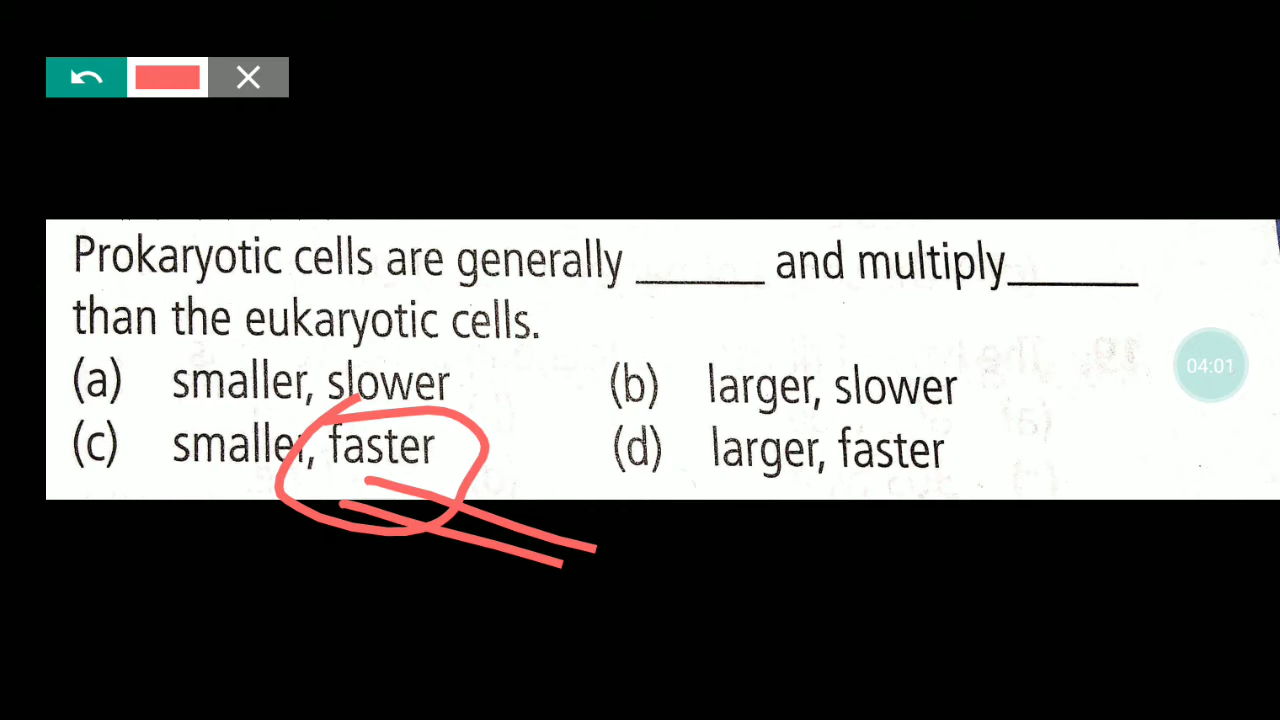 Prokaryotic cells are generally ______ and multiply______
than the eukaryotic cells.
(a) smaller, slower (b) larger, slower
(c) smaller, faster (d) larger, faster
04:01